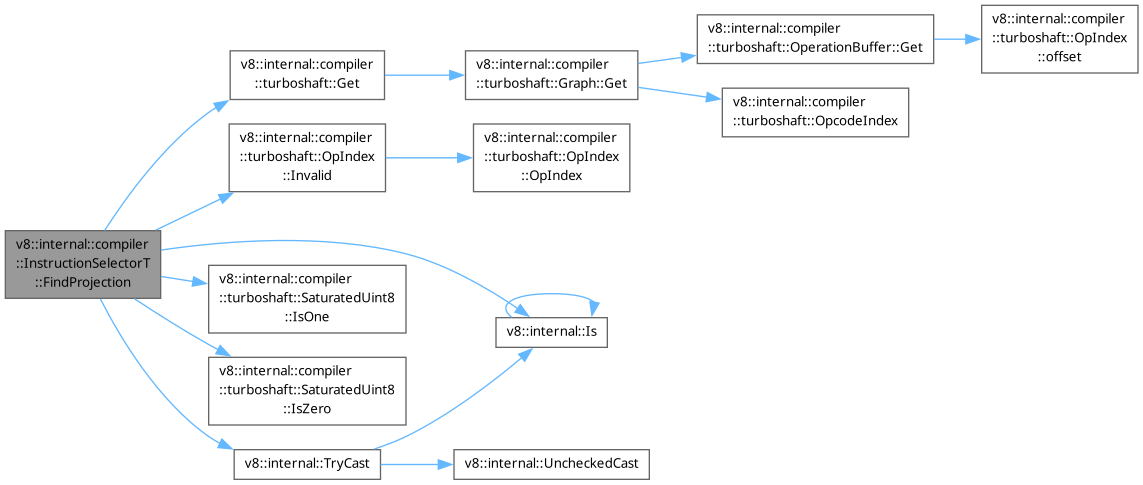 v8::internal::compiler
::InstructionSelectorT
::FindProjection
v8::internal::compiler
::turboshaft::Get
v8::internal::compiler
::turboshaft::Graph::Get
v8::internal::compiler
::turboshaft::OperationBuffer::Get
v8::internal::compiler
::turboshaft::OpIndex
::offset
v8::internal::compiler
::turboshaft::OpcodeIndex
v8::internal::compiler
::turboshaft::OpIndex
::Invalid
v8::internal::compiler
::turboshaft::OpIndex
::OpIndex
v8::internal::compiler
::turboshaft::SaturatedUint8
::IsOne
v8::internal::Is
v8::internal::compiler
::turboshaft::SaturatedUint8
::IsZero
v8::internal::TryCast
v8::internal::UncheckedCast